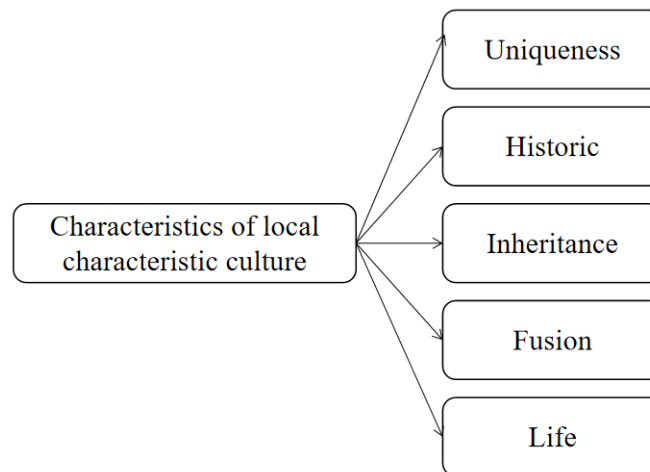 Characteristics of local
characteristic culture
Uniqueness
Historic
Inheritance
Fusion
Life